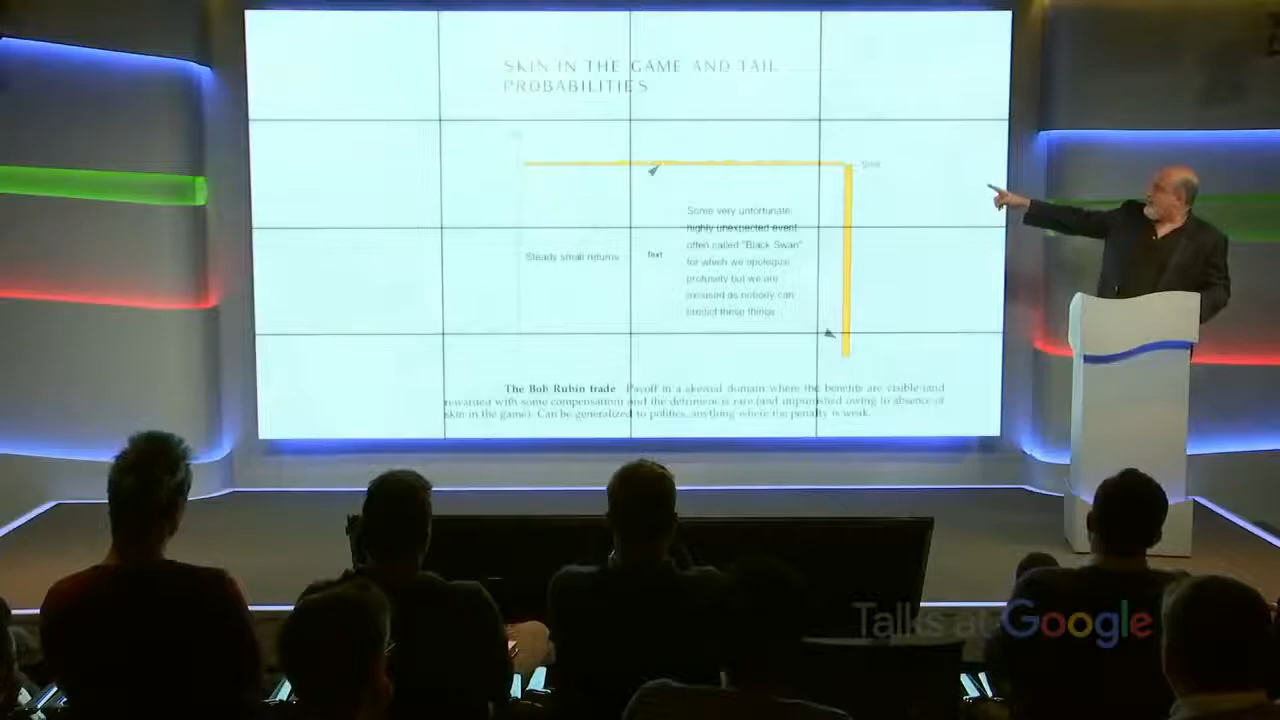 SKIN IN THE GAME AND TAIL
PROBABILITIES
Time
Some very unfortunate,
highly unexpected event
often called "Black Swan"
for which we apologize
profusely but we are
excused as nobody can
predict these things
Steady small returns
Text
The Bob Rubin trade Payoff in a skewed domain where the benefits are visible (and
rewarded with some compensation) and the detriment is rare (and unpunished owing to absence of
skin in the game). Can be generalized to politics, anything where the penalty is weak.
Talks at Google